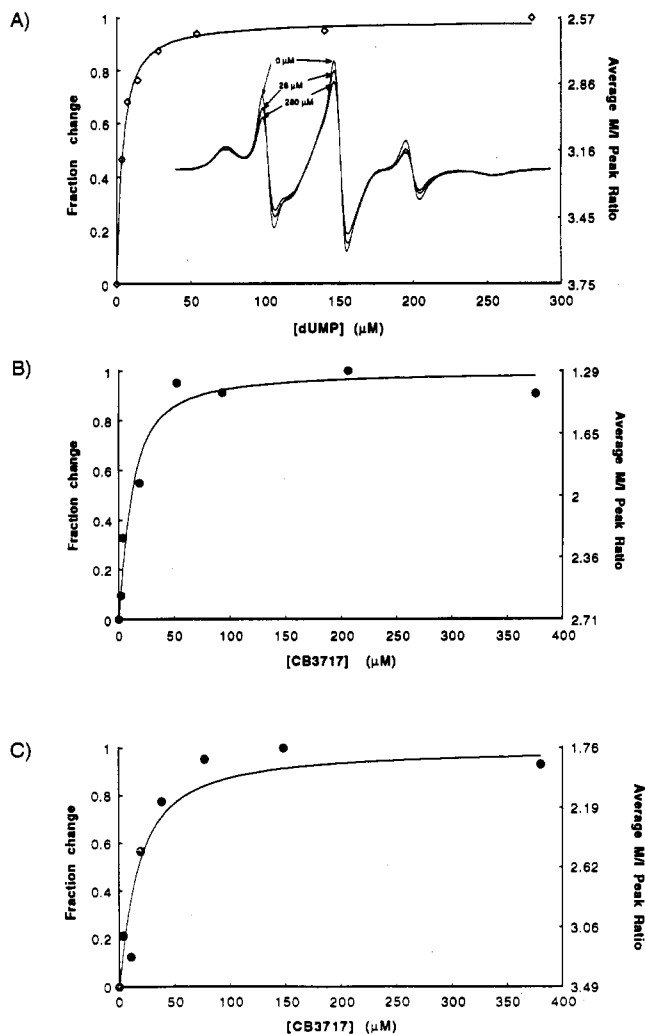 A)
Fraction change
1
0.8
0.6
0.4
0.2
0
0 μM
28 μM
280 μM
2.57
2.86
3.16
3.45
3.75
Average M/I Peak Ratio
0 50 100 150 200 250 300
[dUMP] (μM)
B)
Fraction change
1
0.8
0.6
0.4
0.2
0
1.29
1.65
2
2.36
2.71
Average M/I Peak Ratio
0 50 100 150 200 250 300 350 400
[CB3717] (μM)
C)
Fraction change
1
0.8
0.6
0.4
0.2
0
1.76
2.19
2.62
3.06
3.49
Average M/I Peak Ratio
0 50 100 150 200 250 300 350 400
[CB3717] (μM)